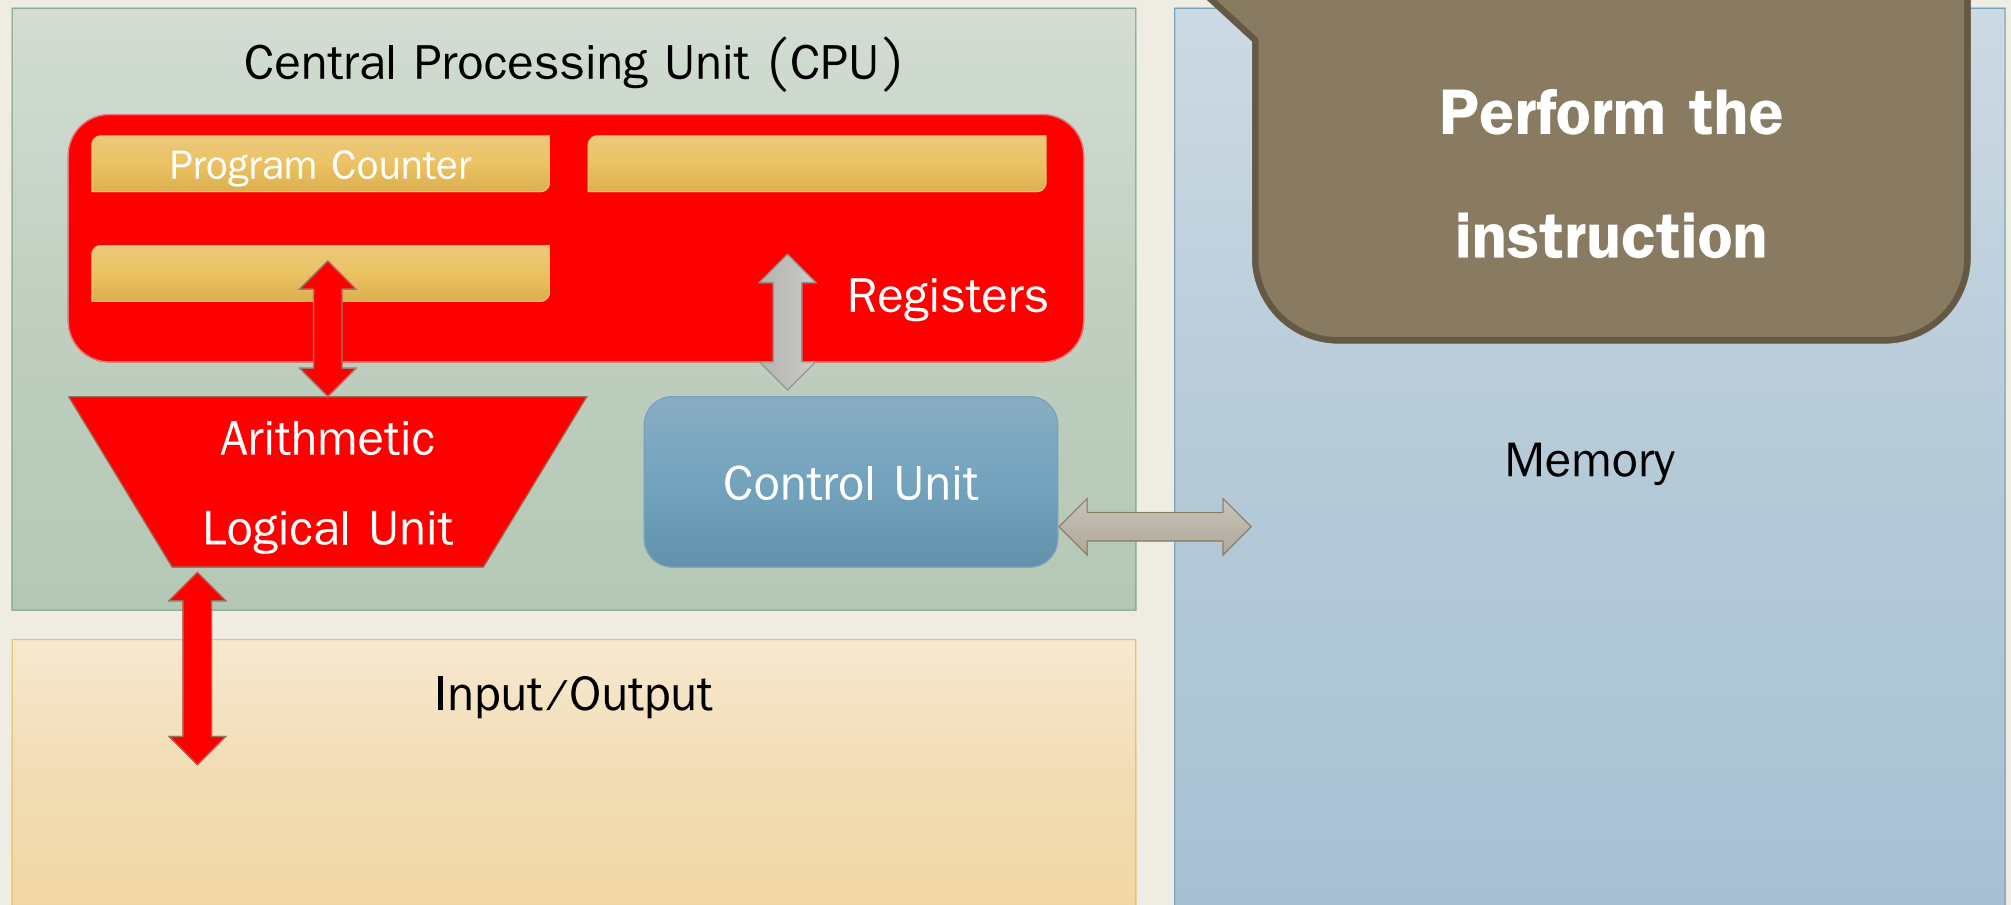 Central Processing Unit (CPU)
Program Counter
Registers
Arithmetic
Logical Unit
Control Unit
Input/Output
Perform the
instruction
Memory